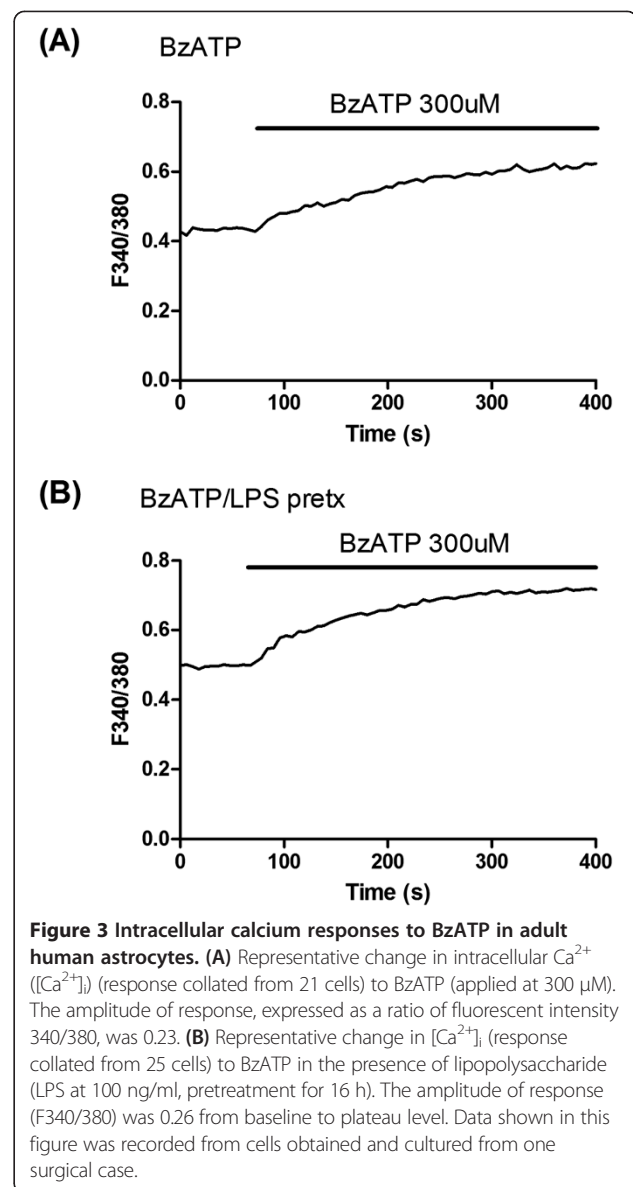 (A) BzATP
BzATP 300uM
0.8
0.6
0.4
0.2
0.0
F340/380
0 100 200 300 400
Time (s)
(B) BzATP/LPS pretx
BzATP 300uM
0.8
0.6
0.4
0.2
0.0
F340/380
0 100 200 300 400
Time (s)
Figure 3 Intracellular calcium responses to BzATP in adult
human astrocytes. (A) Representative change in intracellular Ca²⁺
([Ca²⁺]ᵢ) (response collated from 21 cells) to BzATP (applied at 300 μM).
The amplitude of response, expressed as a ratio of fluorescent intensity
340/380, was 0.23. (B) Representative change in [Ca²⁺]ᵢ (response
collated from 25 cells) to BzATP in the presence of lipopolysaccharide
(LPS at 100 ng/ml, pretreatment for 16 h). The amplitude of response
(F340/380) was 0.26 from baseline to plateau level. Data shown in this
figure was recorded from cells obtained and cultured from one
surgical case.